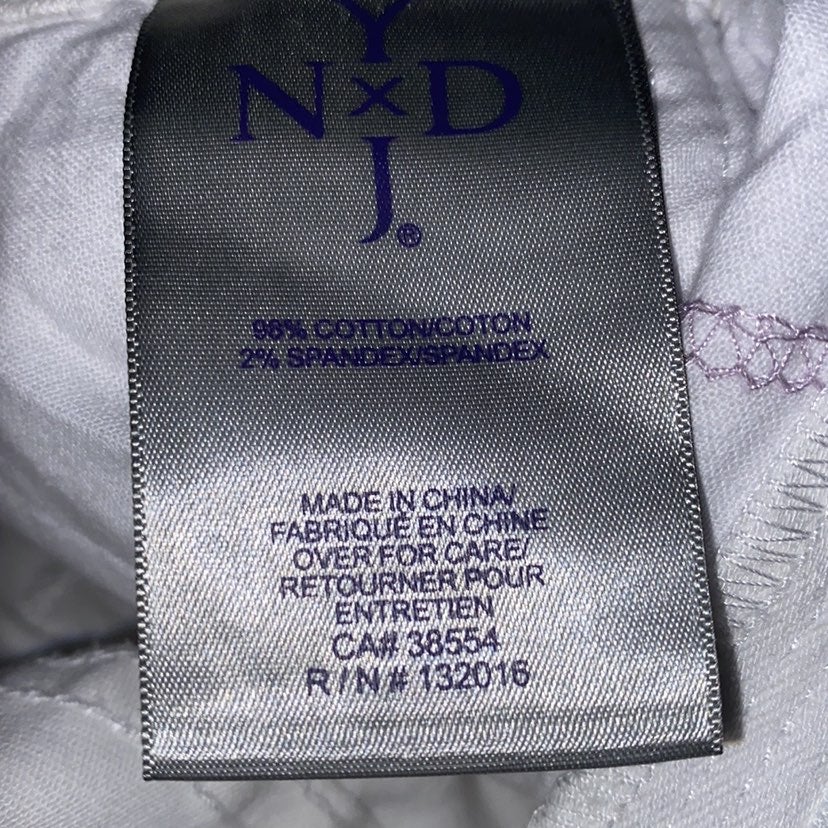 Y
N x D
J®
98% COTTON/COTON
2% SPANDEX/SPANDEX
MADE IN CHINA/
FABRIQUÉ EN CHINE
OVER FOR CARE/
RETOURNER POUR
ENTRETIEN
CA# 38554
R / N # 132016